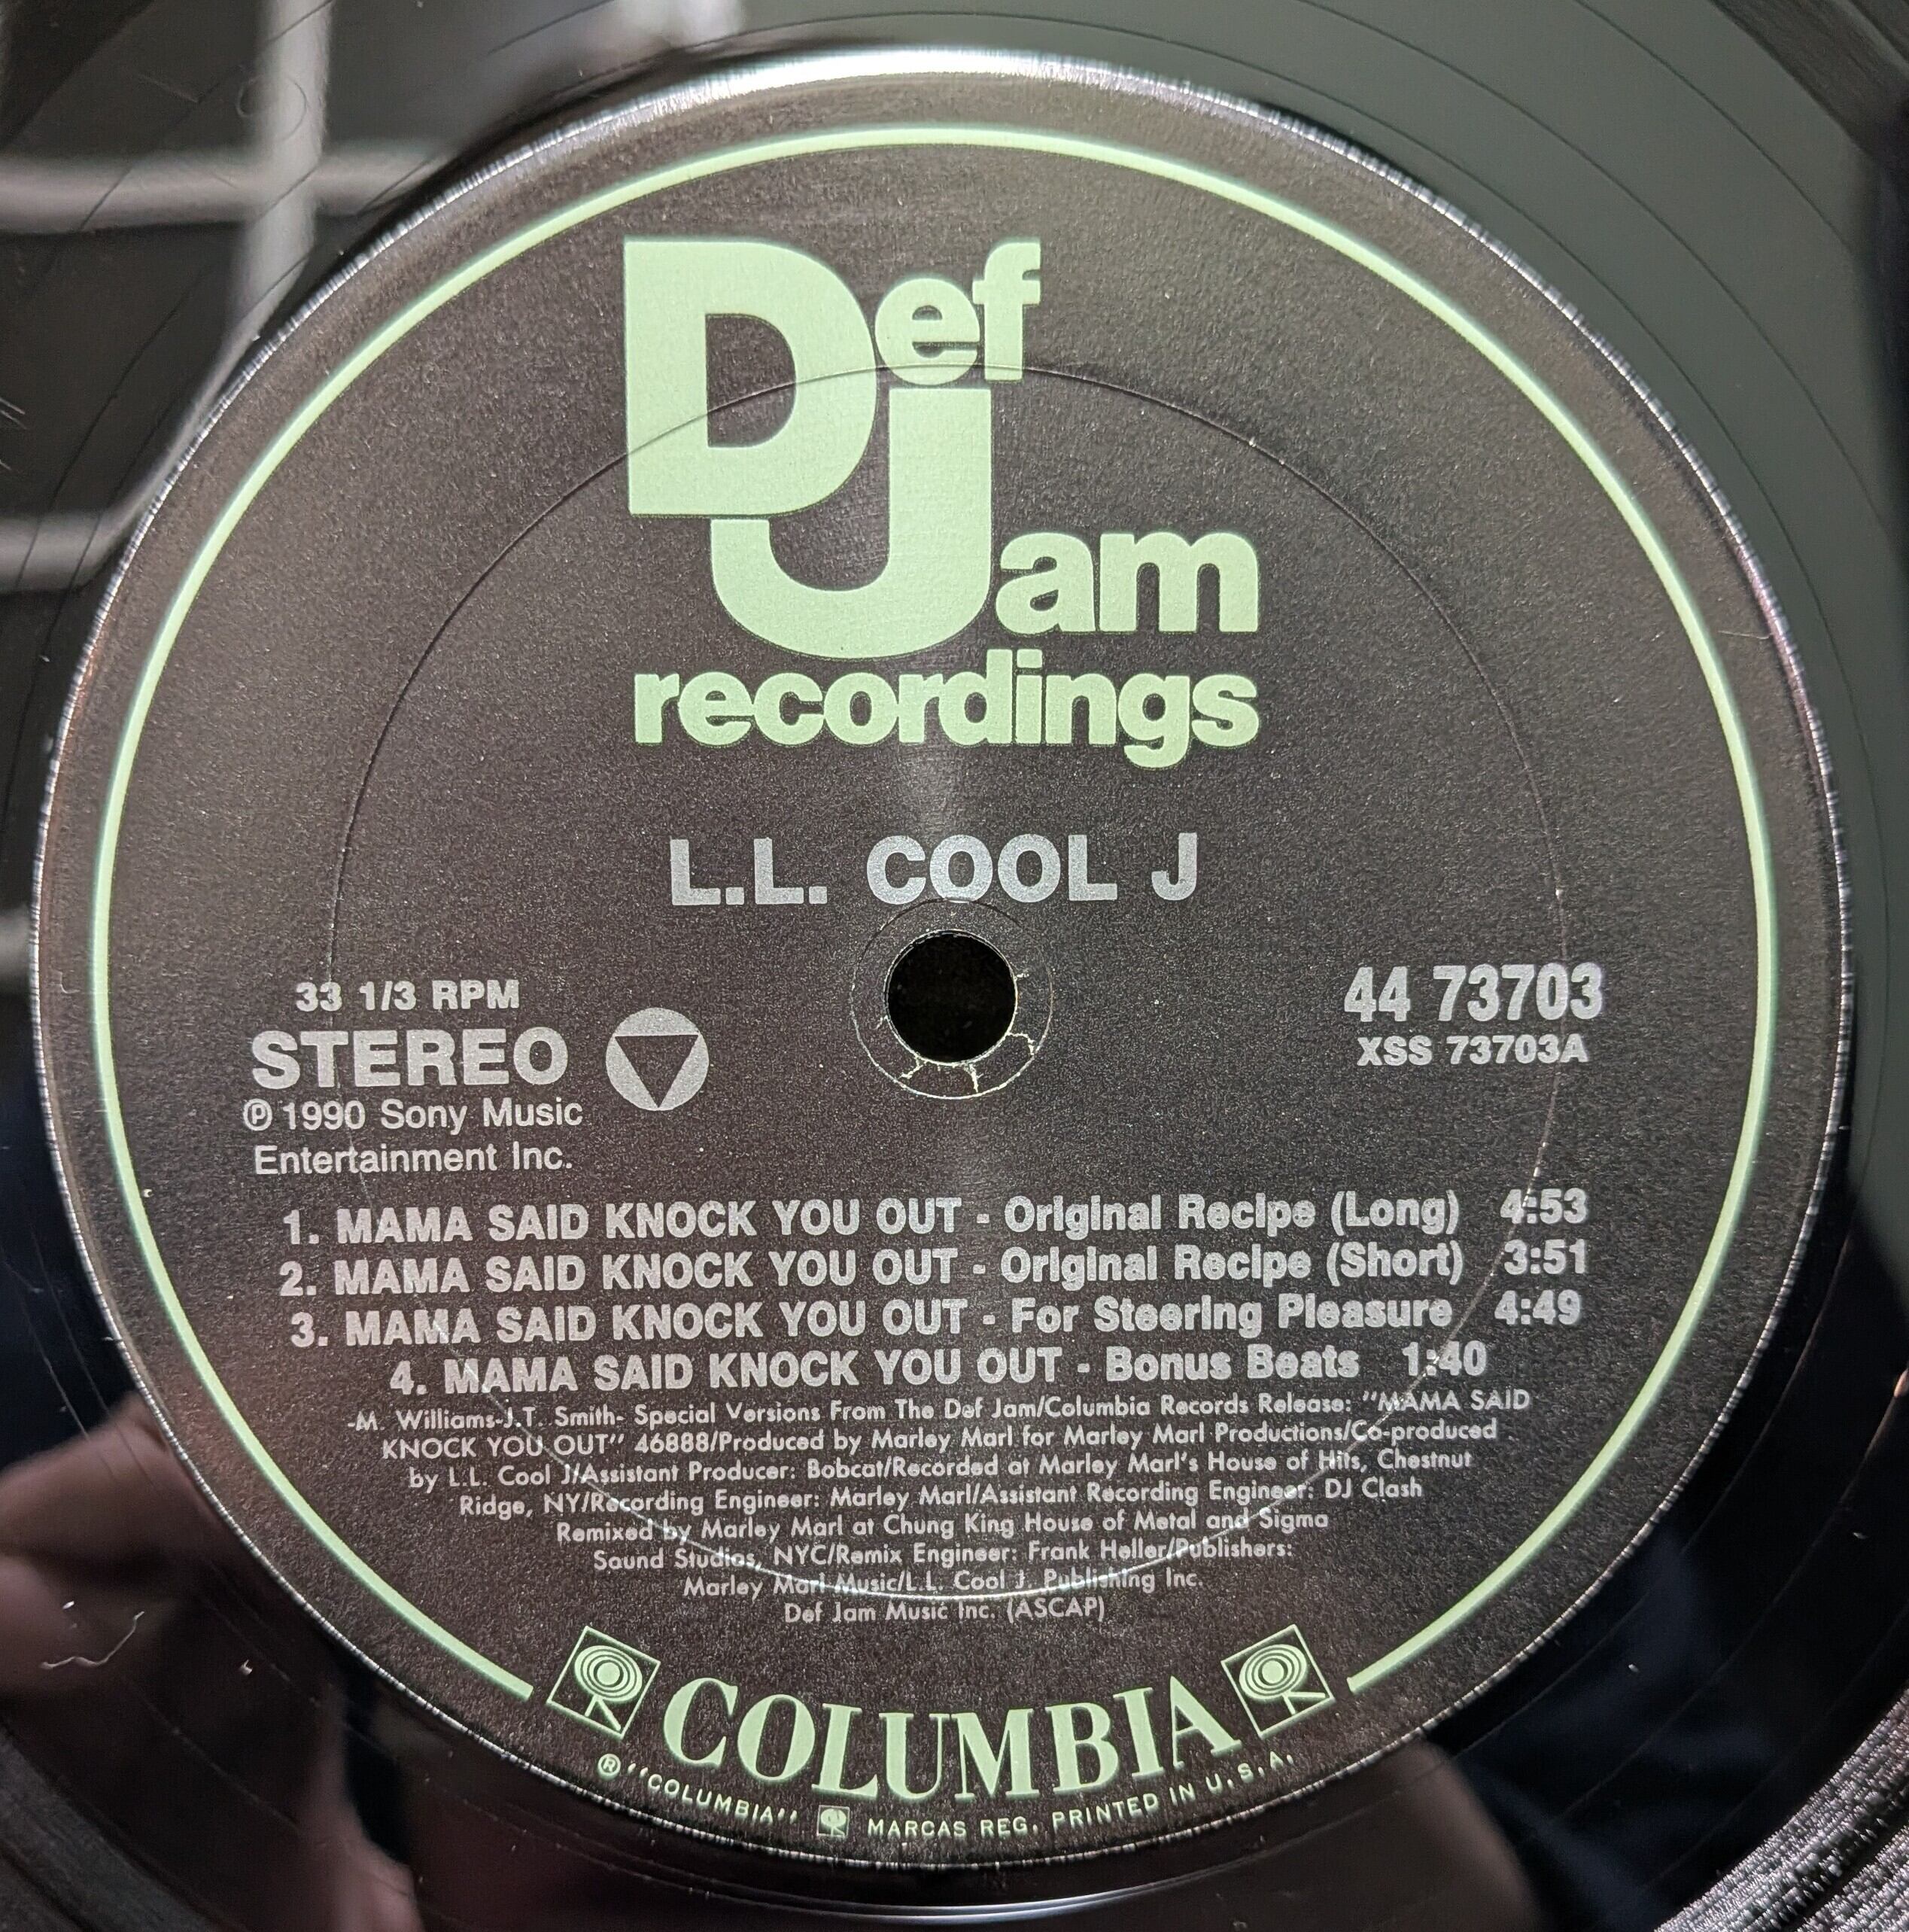 Def
Jam
recordings
L.L. COOL J
33 1/3 RPM
STEREO
Ⓟ 1990 Sony Music
Entertainment Inc.
44 73703
XSS 73703A
1. MAMA SAID KNOCK YOU OUT - Original Recipe (Long) 4:53
2. MAMA SAID KNOCK YOU OUT - Original Recipe (Short) 3:51
3. MAMA SAID KNOCK YOU OUT - For Steering Pleasure 4:49
4. MAMA SAID KNOCK YOU OUT - Bonus Beats 1:40
-M. Williams-J.T. Smith- Special Versions From The Def Jam/Columbia Records Release: "MAMA SAID
KNOCK YOU OUT" 46888/Produced by Marley Marl for Marley Marl Productions/Co-produced
by L.L. Cool J/Assistant Producer: Bobcat/Recorded at Marley Marl's House of Hits, Chestnut
Ridge, NY/Recording Engineer: Marley Marl/Assistant Recording Engineer: DJ Clash
Remixed by Marley Marl at Chung King House of Metal and Sigma
Sound Studios, NYC/Remix Engineer: Frank Heller/Publishers:
Marley Marl Music/L.L. Cool J. Publishing Inc.
Def Jam Music Inc. (ASCAP)
COLUMBIA
® "COLUMBIA" MARCAS REG. PRINTED IN U.S.A.